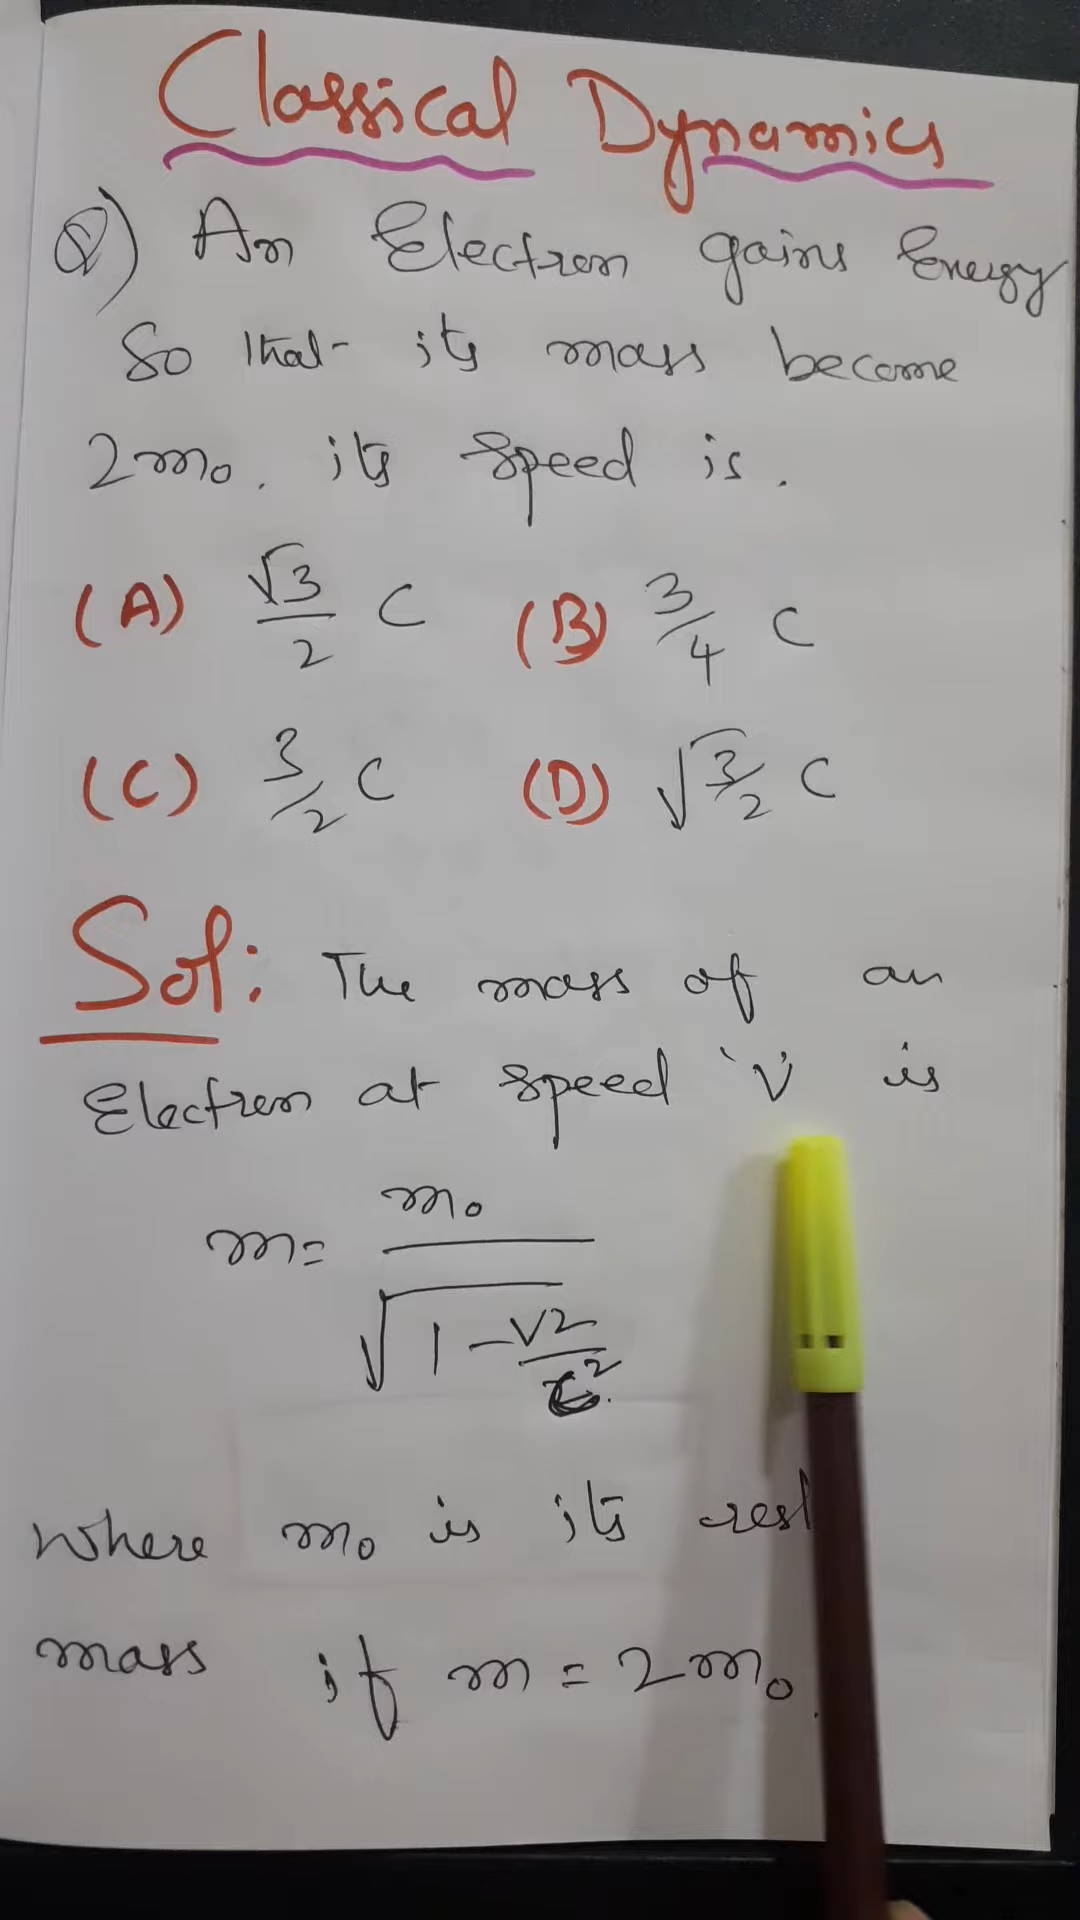 Classical Dynamics
Q) An Electron gains Energy
So that its mass become
2m₀. its speed is.
(A) √3/2 C (B) 3/4 C
(C) 3/2 C (D) √3/2 C
Sol: The mass of an
Electron at speed 'V' is
m = m₀ / √(1 - V2/c²)
where m₀ is its rest
mass if m = 2m₀.